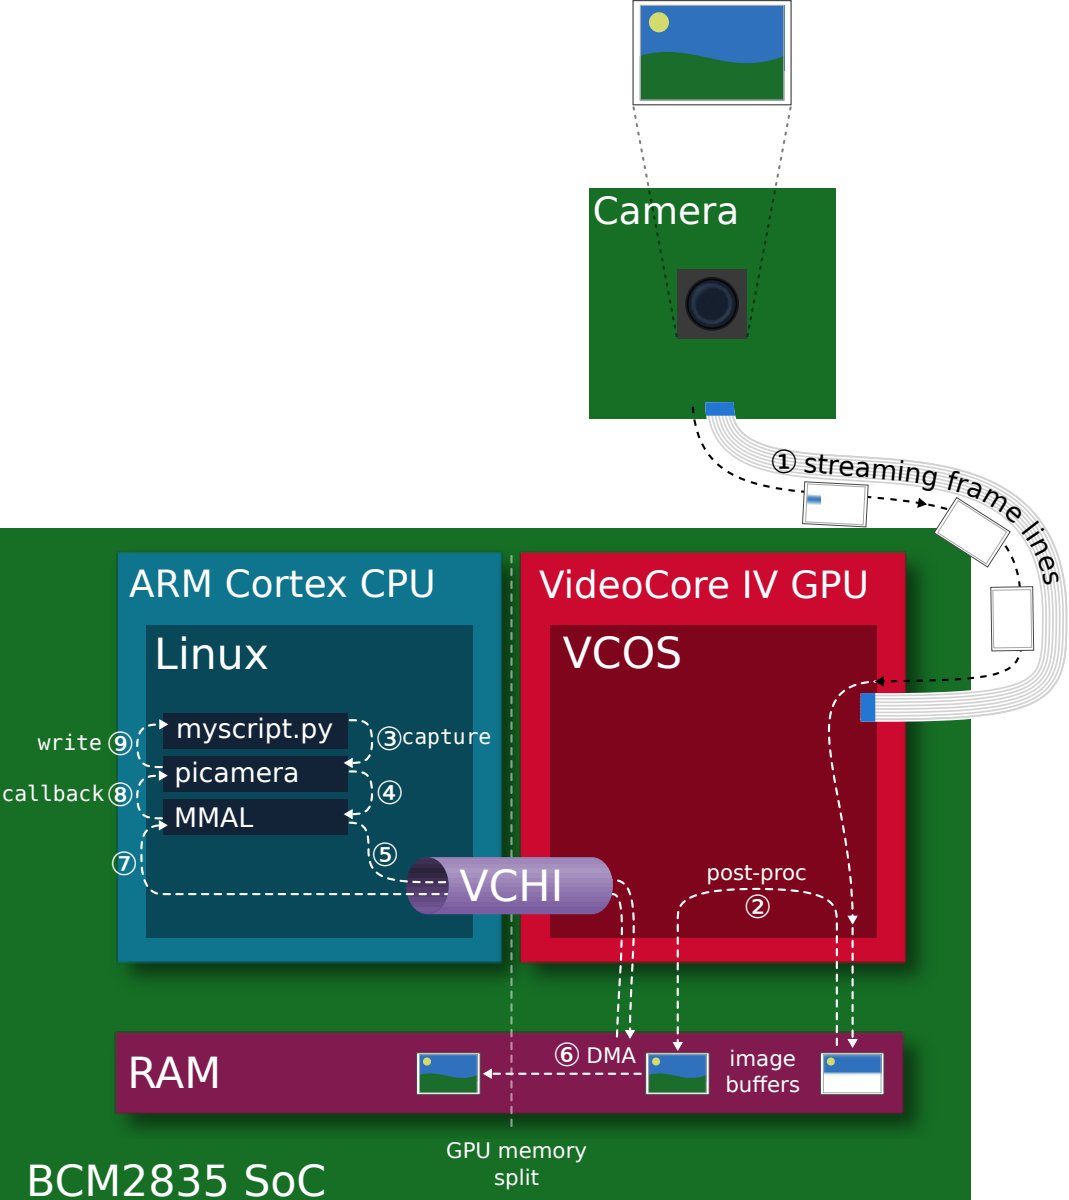 Camera
① streaming frame lines
ARM Cortex CPU
VideoCore IV GPU
Linux
VCOS
myscript.py
write ⑨
③ capture
picamera
callback ⑧
④
MMAL
⑦
⑤
VCHI
post-proc
②
RAM
⑥ DMA
image
buffers
GPU memory
split
BCM2835 SoC